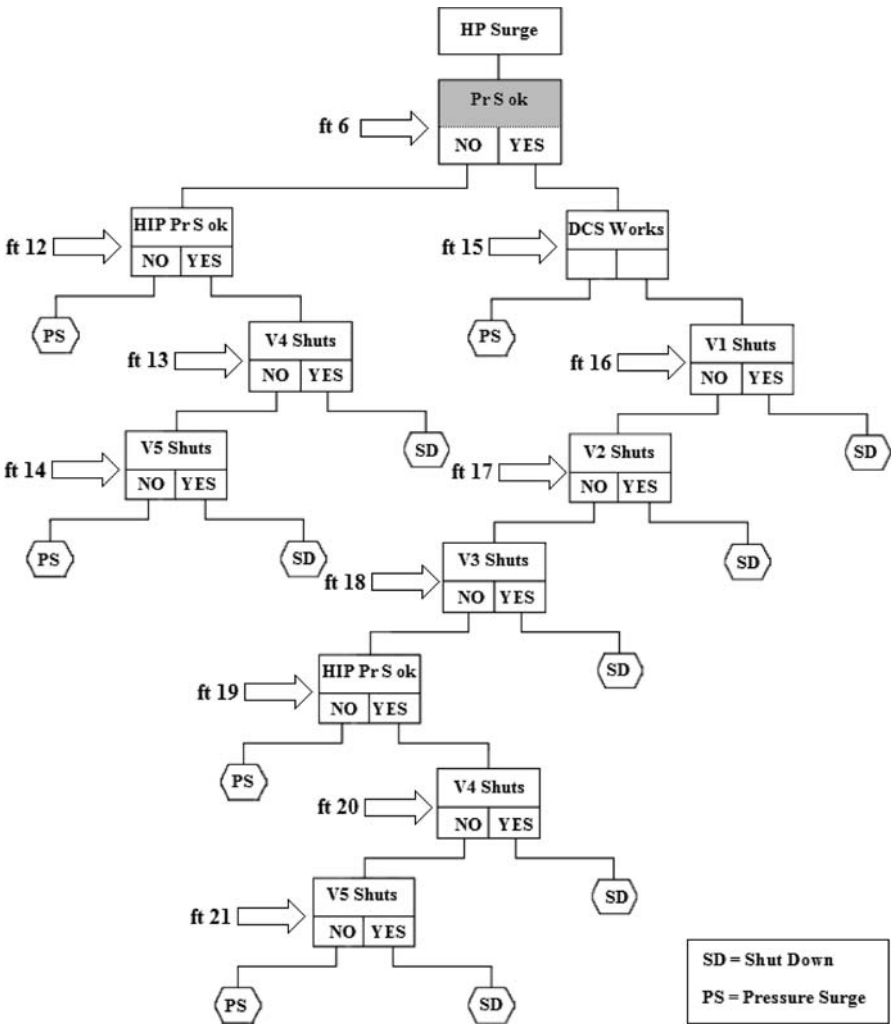 HP Surge
Pr S ok
ft 6
NO YES
HIP Pr S ok
DCS Works
ft 12
NO YES
ft 15
PS
PS
V4 Shuts
V1 Shuts
ft 13
NO YES
ft 16
NO YES
V5 Shuts
SD
V2 Shuts
SD
ft 14
NO YES
ft 17
NO YES
PS
SD
V3 Shuts
SD
ft 18
NO YES
HIP Pr S ok
SD
ft 19
NO YES
PS
V4 Shuts
ft 20
NO YES
V5 Shuts
SD
ft 21
NO YES
PS
SD
SD = Shut Down
PS = Pressure Surge